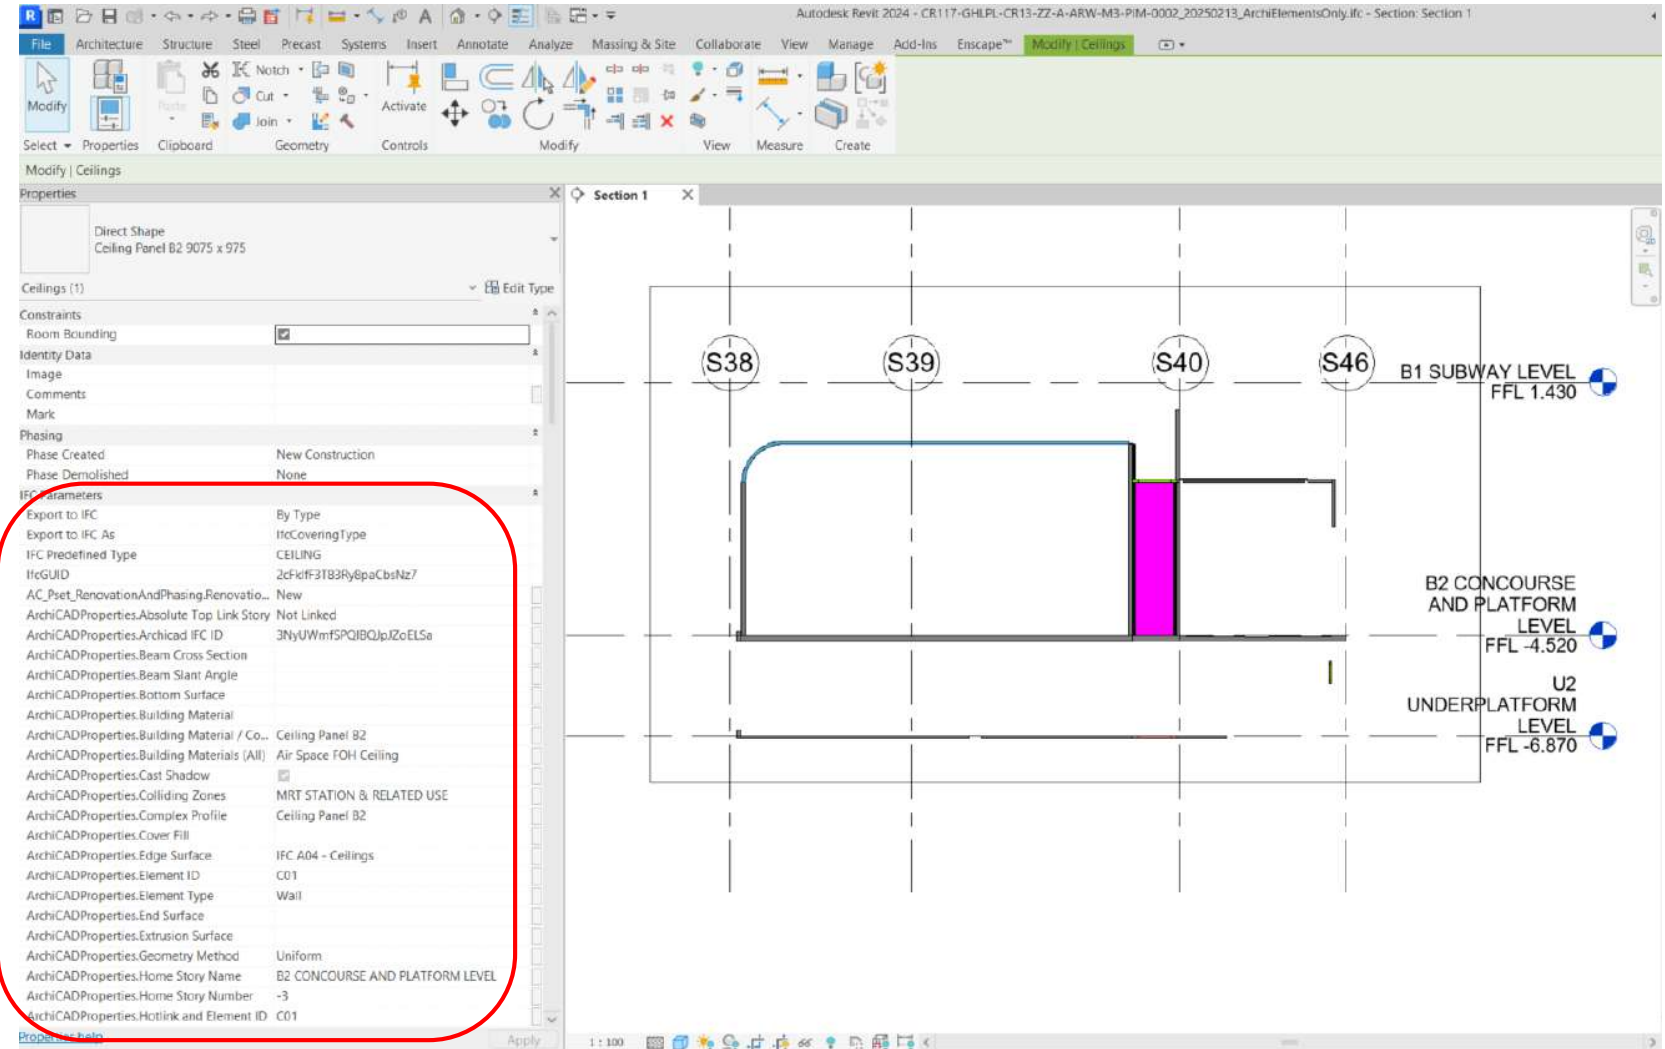 Autodesk Revit 2024 - CR117-GHLPL-CR13-ZZ-A-ARW-M3-PIM-0002_20250213_ArchiElementsOnly.ifc - Section: Section 1
File Architecture Structure Steel Precast Systems Insert Annotate Analyze Massing & Site Collaborate View Manage Add-Ins Enscape™ Modify | Ceilings
Notch
Cut
Join
Modify
Paste
Activate
Select Properties Clipboard Geometry Controls Modify View Measure Create
Modify | Ceilings
Properties
Section 1
Direct Shape
Ceiling Panel B2 9075 x 975
Ceilings (1)
Edit Type
Constraints
Room Bounding
Identity Data
Image
Comments
Mark
Phasing
Phase Created New Construction
Phase Demolished None
IFC Parameters
Export to IFC By Type
Export to IFC As IfcCoveringType
IFC Predefined Type CEILING
IfcGUID
AC_Pset_RenovationAndPhasing.Renovatio... New
ArchiCADProperties.Absolute Top Link Story Not Linked
ArchiCADProperties.Archicad IFC ID
ArchiCADProperties.Beam Cross Section
ArchiCADProperties.Beam Slant Angle
ArchiCADProperties.Bottom Surface
ArchiCADProperties.Building Material
ArchiCADProperties.Building Material / Co... Ceiling Panel B2
ArchiCADProperties.Building Materials (All) Air Space FOH Ceiling
ArchiCADProperties.Cast Shadow
ArchiCADProperties.Colliding Zones MRT STATION & RELATED USE
ArchiCADProperties.Complex Profile Ceiling Panel B2
ArchiCADProperties.Cover Fill
ArchiCADProperties.Edge Surface IFC A04 - Ceilings
ArchiCADProperties.Element ID C01
ArchiCADProperties.Element Type Wall
ArchiCADProperties.End Surface
ArchiCADProperties.Extrusion Surface
ArchiCADProperties.Geometry Method Uniform
ArchiCADProperties.Home Story Name B2 CONCOURSE AND PLATFORM LEVEL
ArchiCADProperties.Home Story Number -3
ArchiCADProperties.Hotlink and Element ID C01
Properties help
Apply
S38
S39
S40
S46
B1 SUBWAY LEVEL
FFL 1.430
B2 CONCOURSE
AND PLATFORM
LEVEL
FFL -4.520
U2
UNDERPLATFORM
LEVEL
FFL -6.870
1 : 100